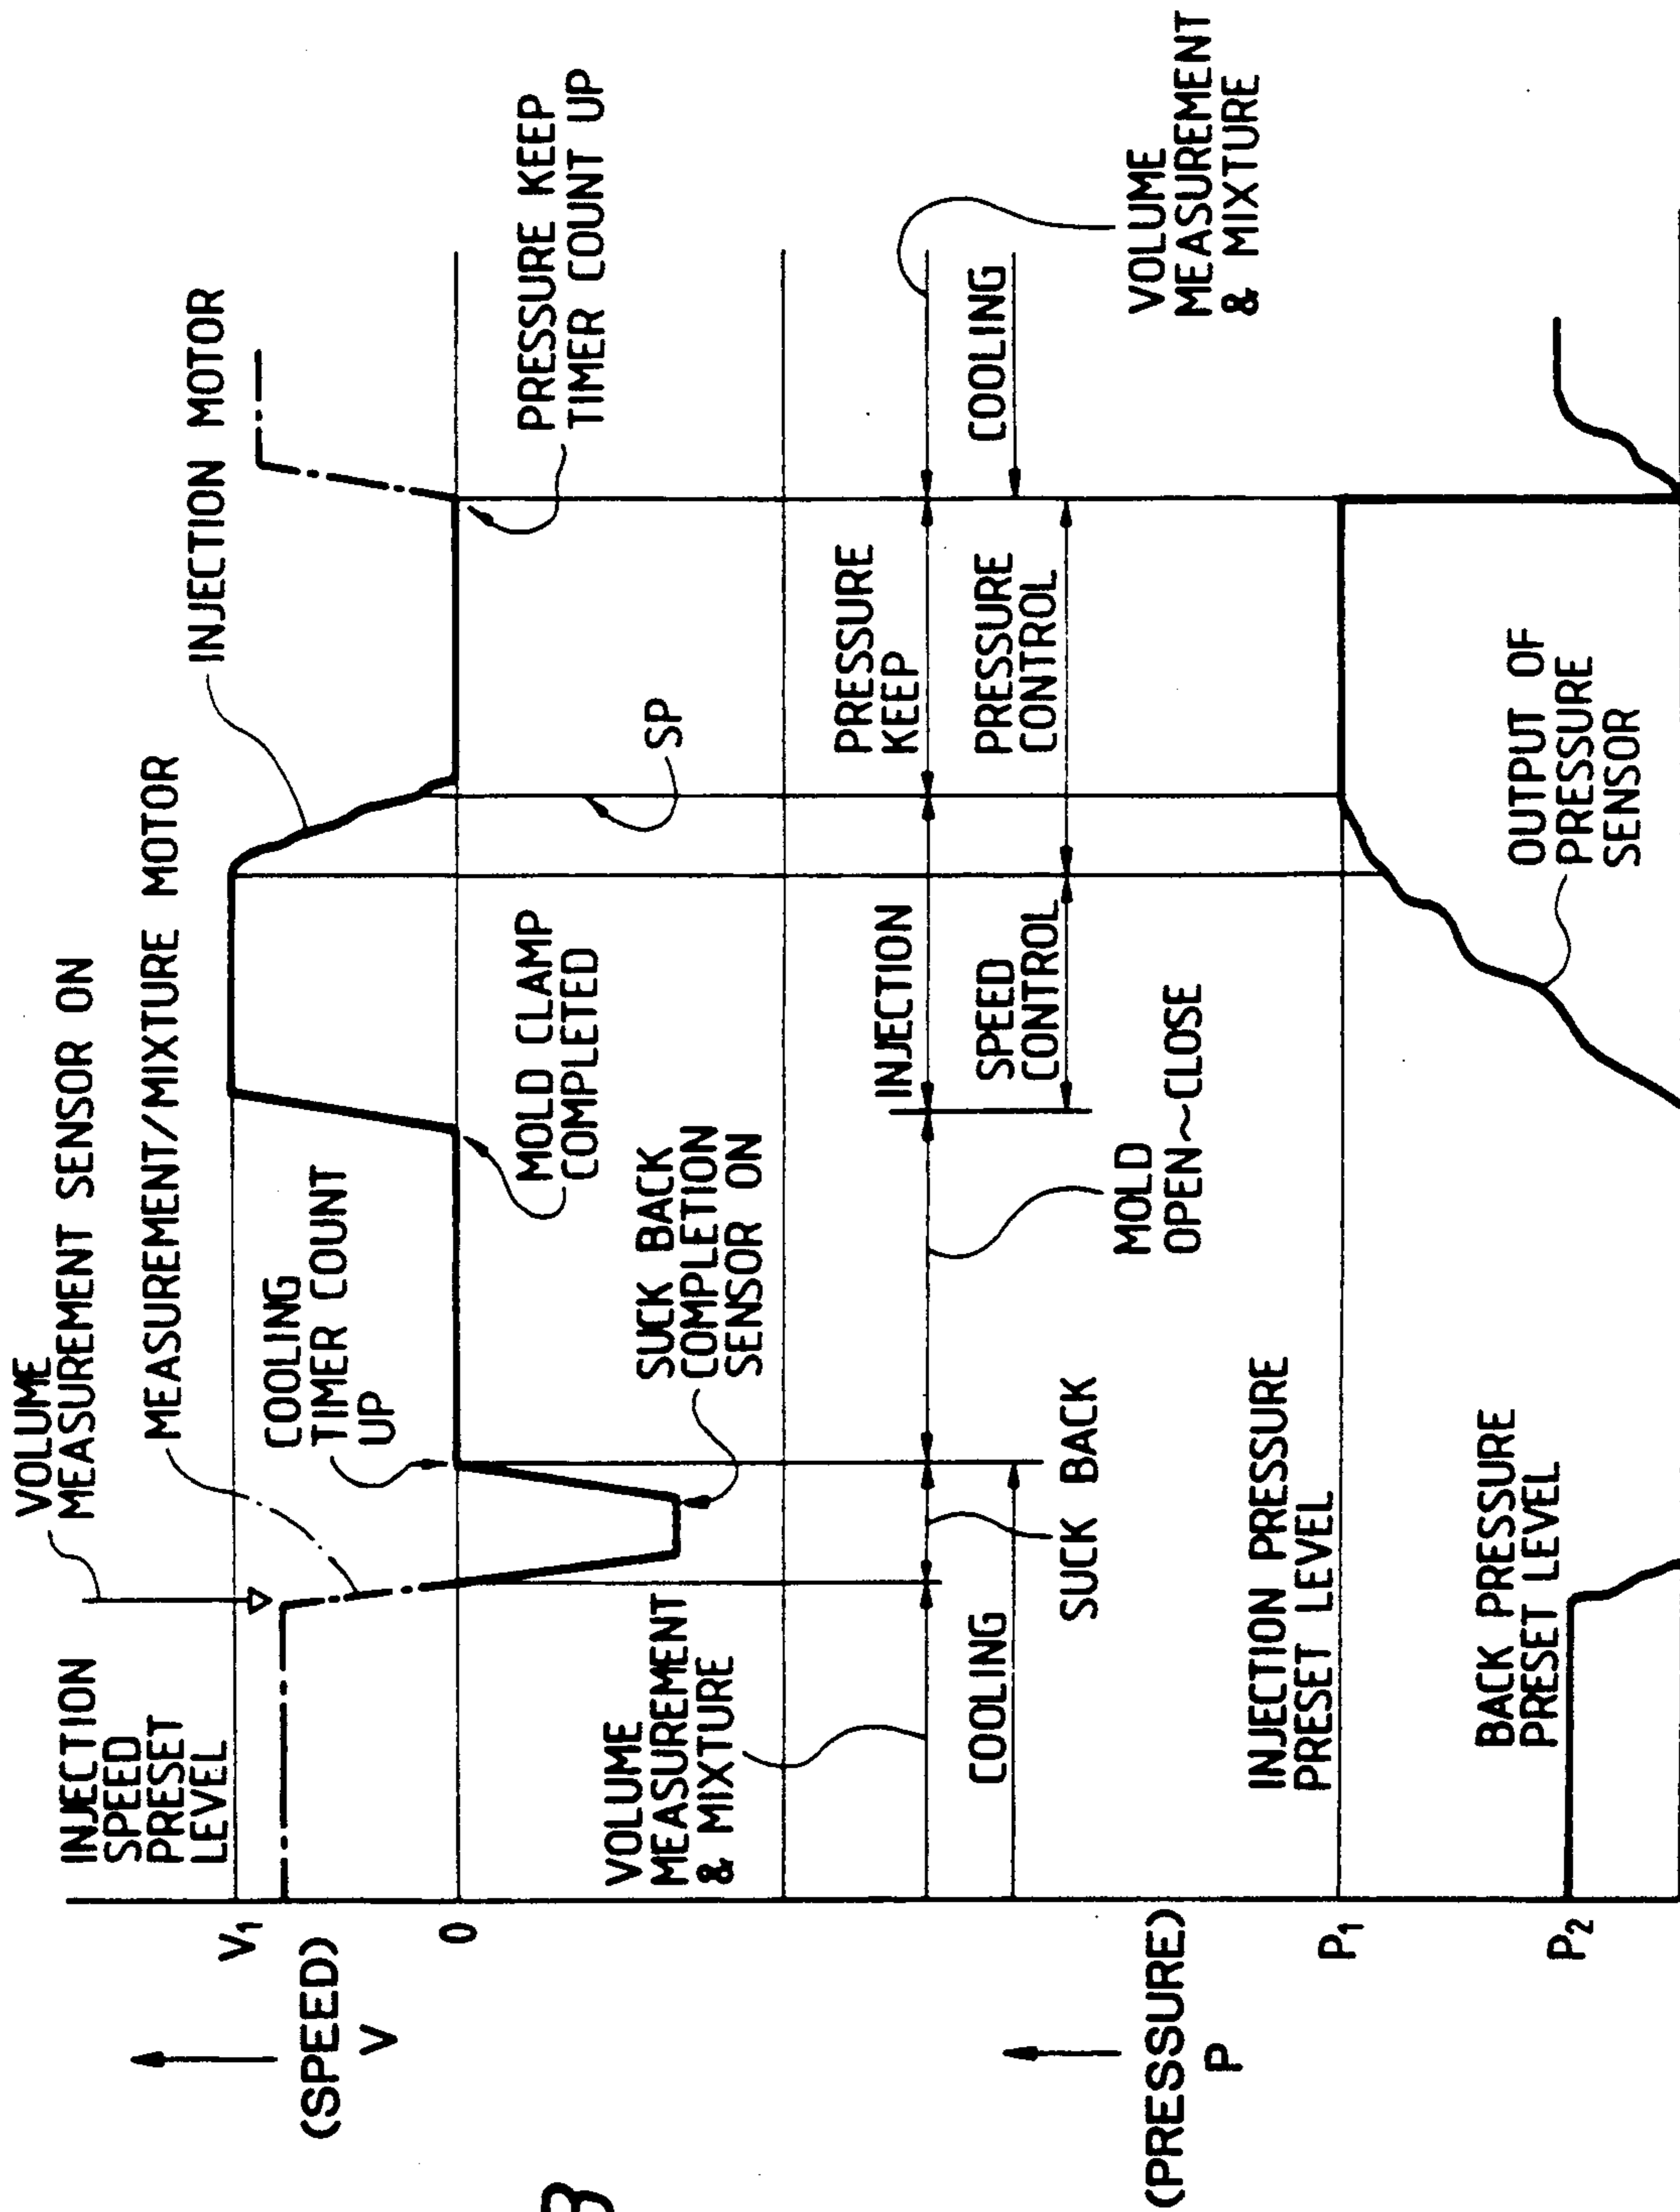 VOLUME
MEASUREMENT SENSOR ON
MEASUREMENT/MIXTURE MOTOR
INJECTION MOTOR
INJECTION
SPEED
PRESET
LEVEL
COOLING
TIMER COUNT
UP
MOLD CLAMP
COMPLETED
PRESSURE KEEP
TIMER COUNT UP
V1
0
(SPEED)
V
SUCK BACK
COMPLETION
SENSOR ON
SP
VOLUME
MEASUREMENT
& MIXTURE
INJECTION
PRESSURE
KEEP
COOLING
SPEED
CONTROL
PRESSURE
CONTROL
COOLING
SUCK BACK
MOLD
OPEN~CLOSE
VOLUME
MEASUREMENT
& MIXTURE
(PRESSURE)
P
INJECTION PRESSURE
PRESET LEVEL
P1
BACK PRESSURE
PRESET LEVEL
P2
OUTPUT OF
PRESSURE
SENSOR
3